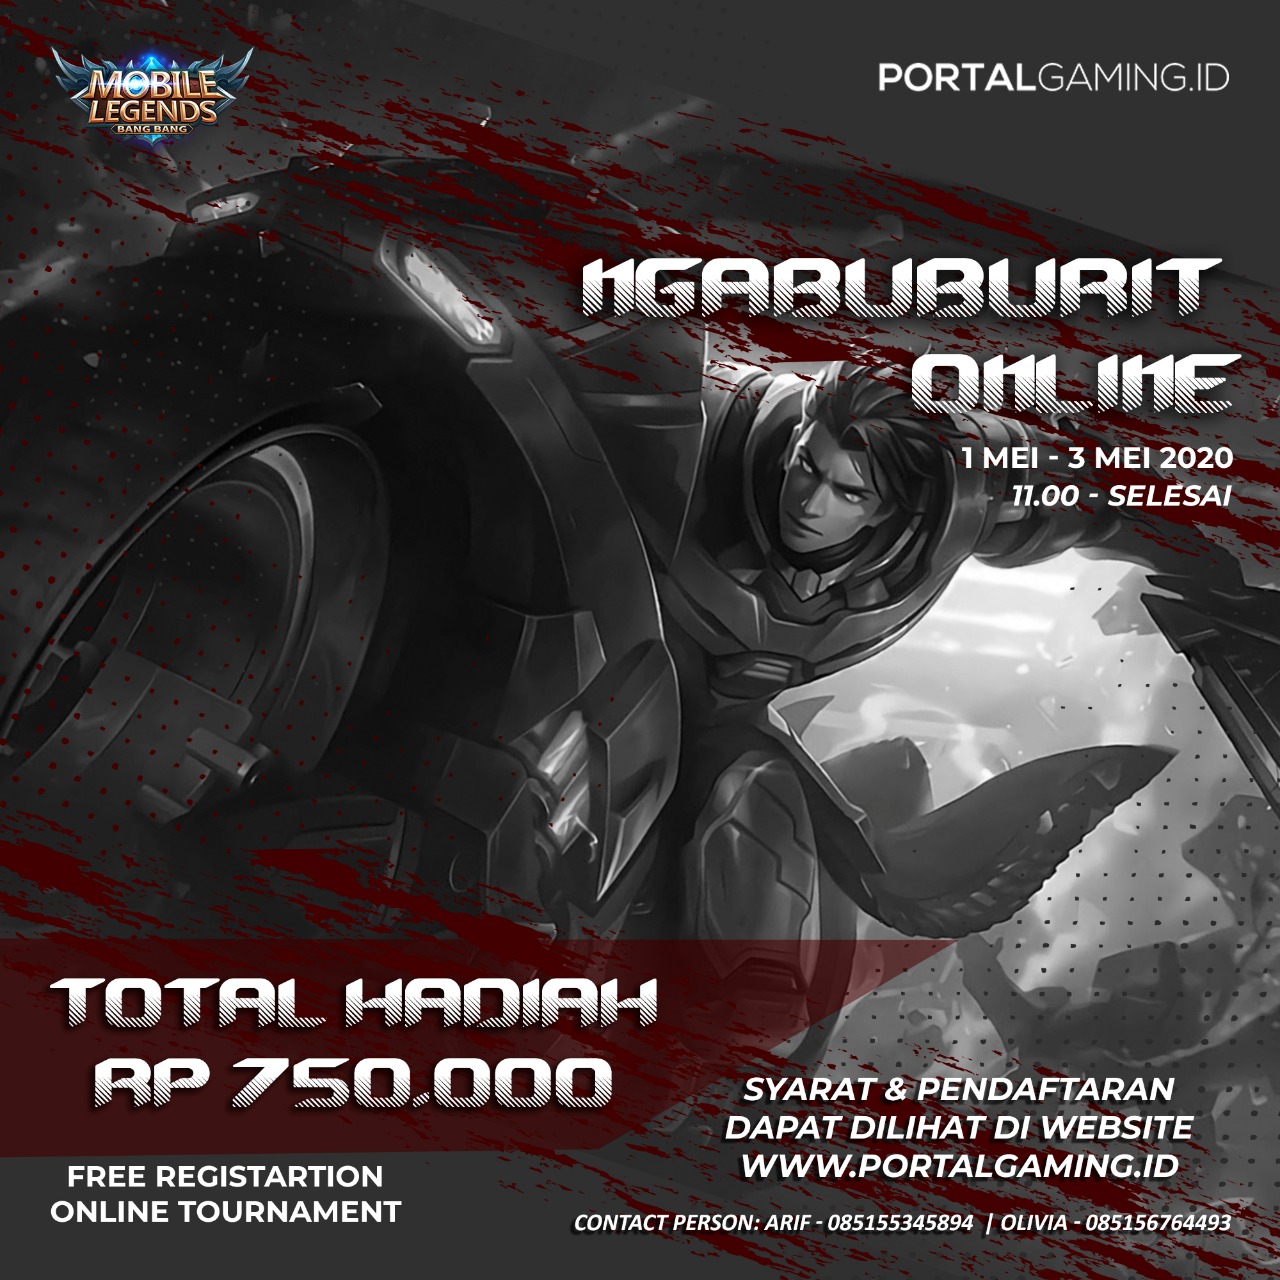 MOBILE
LEGENDS
BANG BANG
PORTALGAMING.ID
NGABUBURIT
ONLINE
1 MEI - 3 MEI 2020
11.00 - SELESAI
TOTAL HADIAH
RP 750,000
FREE REGISTARTION
ONLINE TOURNAMENT
SYARAT & PENDAFTARAN
DAPAT DILIHAT DI WEBSITE
WWW.PORTALGAMING.ID
CONTACT PERSON: ARIF - 085155345894 | OLIVIA - 085156764493